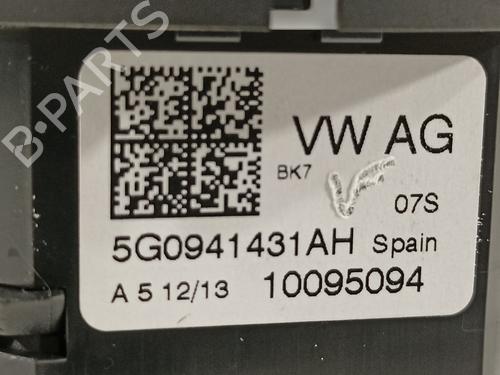 B-PARTS
VW AG
BK7
07S
5G0941431AH Spain
A 5 12/13 10095094